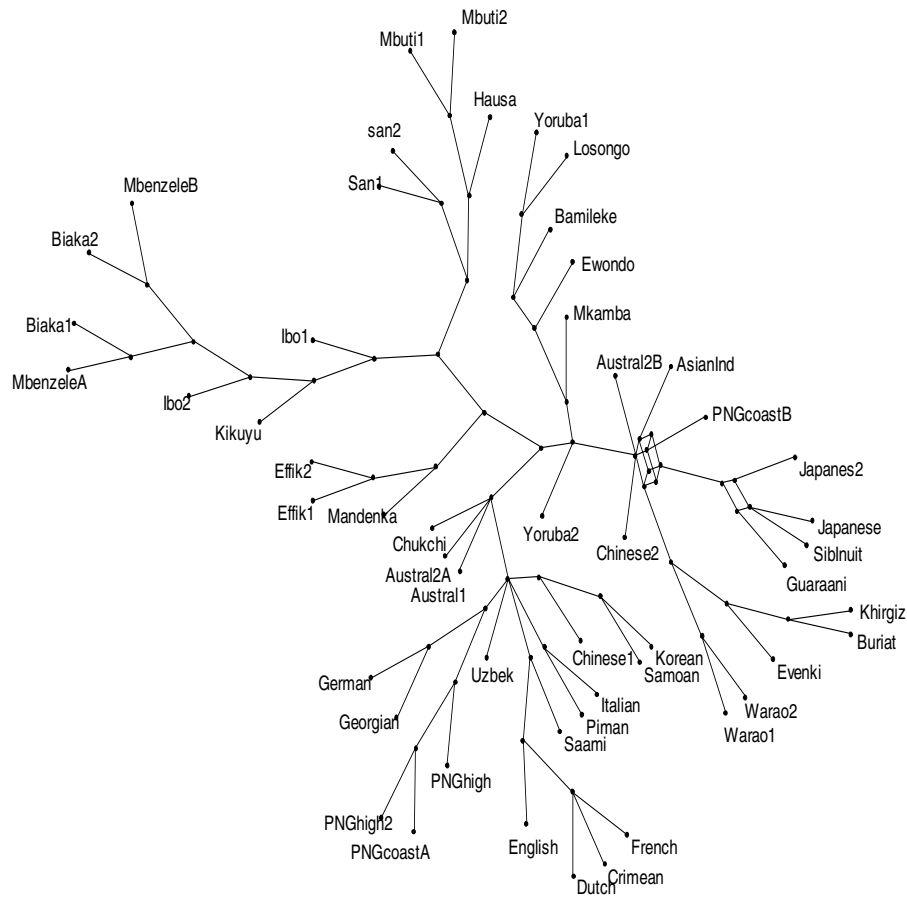 Mbuti2
Mbuti1
Hausa
Yoruba1
san2
Losongo
San1
MbenzeleB
Bamileke
Biaka2
Ewondo
Mkamba
Biaka1
Ibo1
Austral2B
AsianInd
MbenzeleA
Ibo2
PNGcoastB
Kikuyu
Effik2
Japanes2
Effik1
Mandenka
Yoruba2
Japanese
Chukchi
Chinese2
SibInuit
Austral2A
Guaraani
Austral1
Khirgiz
Buriat
Chinese1
Korean
Uzbek
Samoan
Evenki
German
Italian
Warao2
Georgian
Piman
Warao1
Saami
PNGhigh
PNGhigh2
PNGcoastA
English
French
Crimean
Dutch